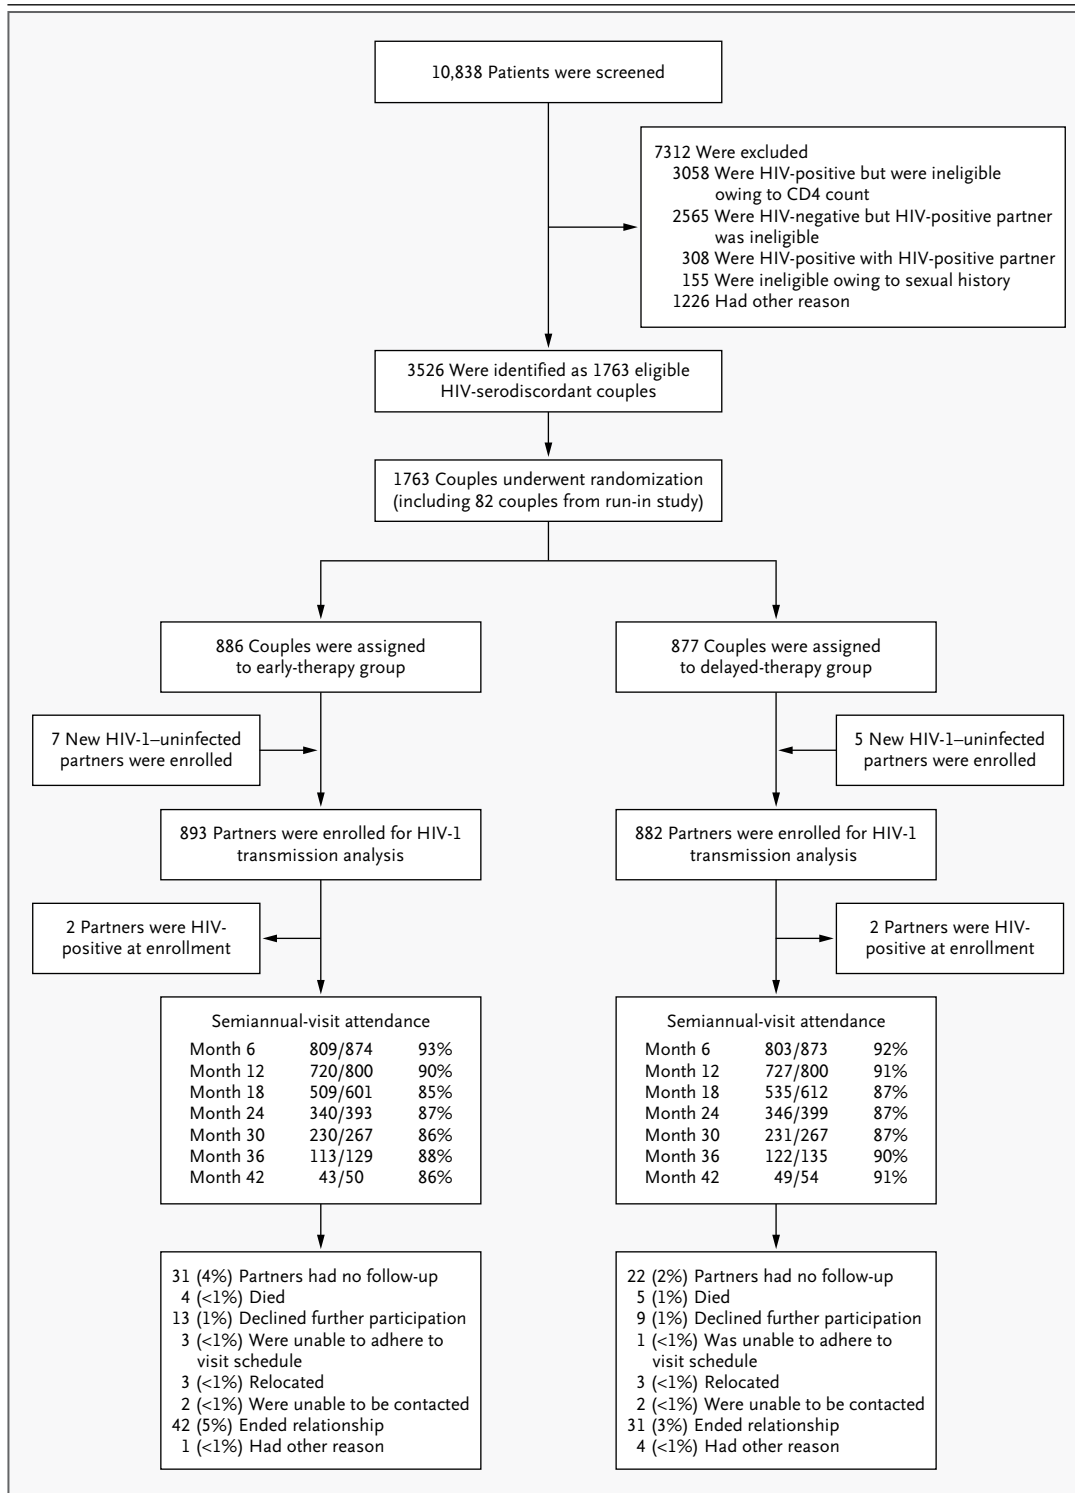 10,838 Patients were screened
7312 Were excluded
3058 Were HIV-positive but were ineligible
owing to CD4 count
2565 Were HIV-negative but HIV-positive partner
was ineligible
308 Were HIV-positive with HIV-positive partner
155 Were ineligible owing to sexual history
1226 Had other reason
3526 Were identified as 1763 eligible
HIV-serodiscordant couples
1763 Couples underwent randomization
(including 82 couples from run-in study)
886 Couples were assigned
to early-therapy group
877 Couples were assigned
to delayed-therapy group
7 New HIV-1–uninfected
partners were enrolled
5 New HIV-1–uninfected
partners were enrolled
893 Partners were enrolled for HIV-1
transmission analysis
882 Partners were enrolled for HIV-1
transmission analysis
2 Partners were HIV-
positive at enrollment
2 Partners were HIV-
positive at enrollment
Semiannual-visit attendance
Month 6 809/874 93%
Month 12 720/800 90%
Month 18 509/601 85%
Month 24 340/393 87%
Month 30 230/267 86%
Month 36 113/129 88%
Month 42 43/50 86%
Semiannual-visit attendance
Month 6 803/873 92%
Month 12 727/800 91%
Month 18 535/612 87%
Month 24 346/399 87%
Month 30 231/267 87%
Month 36 122/135 90%
Month 42 49/54 91%
31 (4%) Partners had no follow-up
4 (<1%) Died
13 (1%) Declined further participation
3 (<1%) Were unable to adhere to
visit schedule
3 (<1%) Relocated
2 (<1%) Were unable to be contacted
42 (5%) Ended relationship
1 (<1%) Had other reason
22 (2%) Partners had no follow-up
5 (1%) Died
9 (1%) Declined further participation
1 (<1%) Was unable to adhere to
visit schedule
3 (<1%) Relocated
2 (<1%) Were unable to be contacted
31 (3%) Ended relationship
4 (<1%) Had other reason